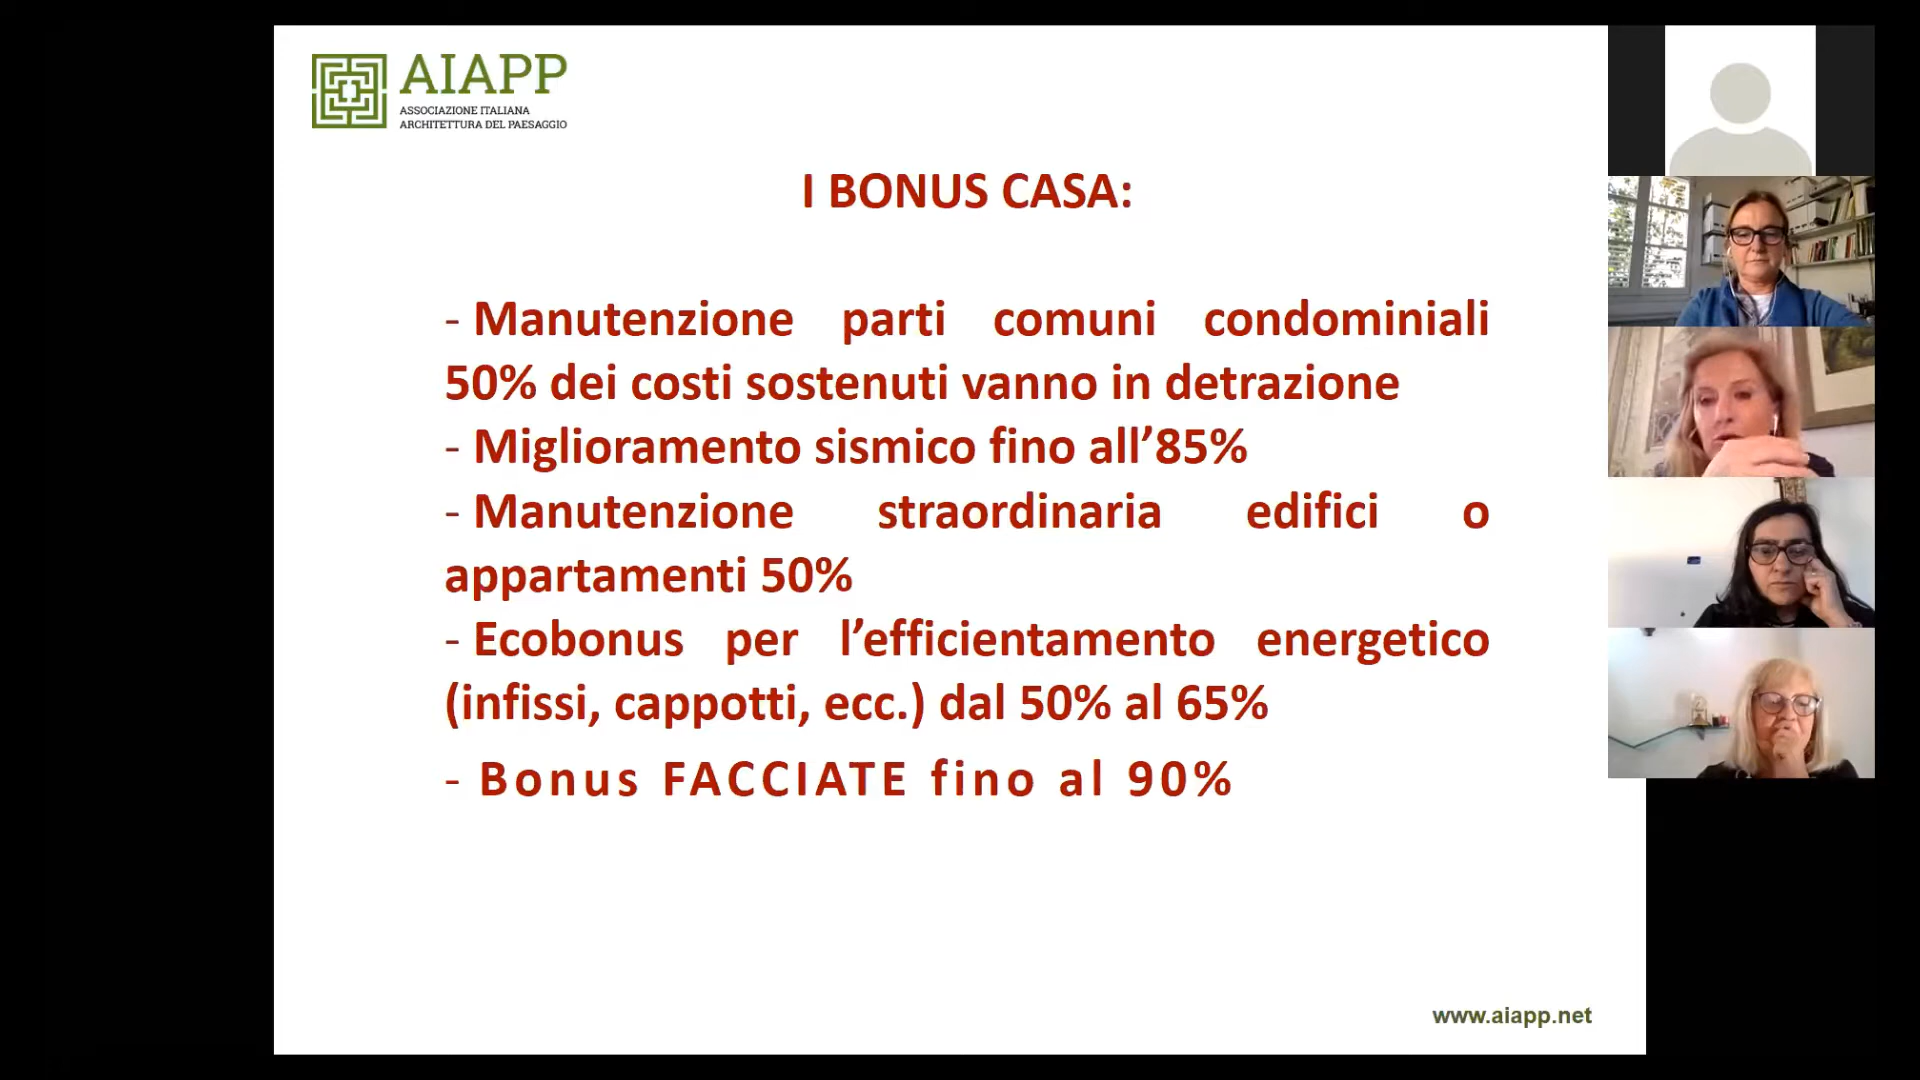 AIAPP
ASSOCIAZIONE ITALIANA
ARCHITETTURA DEL PAESAGGIO
I BONUS CASA:
- Manutenzione parti comuni condominiali
50% dei costi sostenuti vanno in detrazione
- Miglioramento sismico fino all’85%
- Manutenzione straordinaria edifici o
appartamenti 50%
- Ecobonus per l’efficientamento energetico
(infissi, cappotti, ecc.) dal 50% al 65%
- Bonus FACCIATE fino al 90%
www.aiapp.net